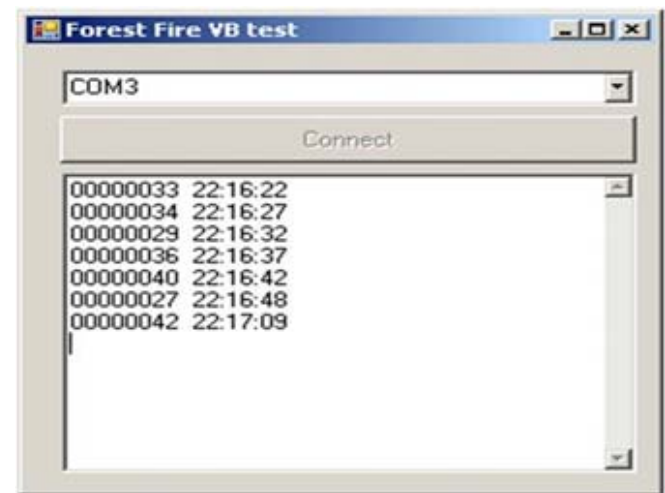 Forest Fire VB test
COM3
Connect
00000033 22:16:22
00000034 22:16:27
00000029 22:16:32
00000036 22:16:37
00000040 22:16:42
00000027 22:16:48
00000042 22:17:09